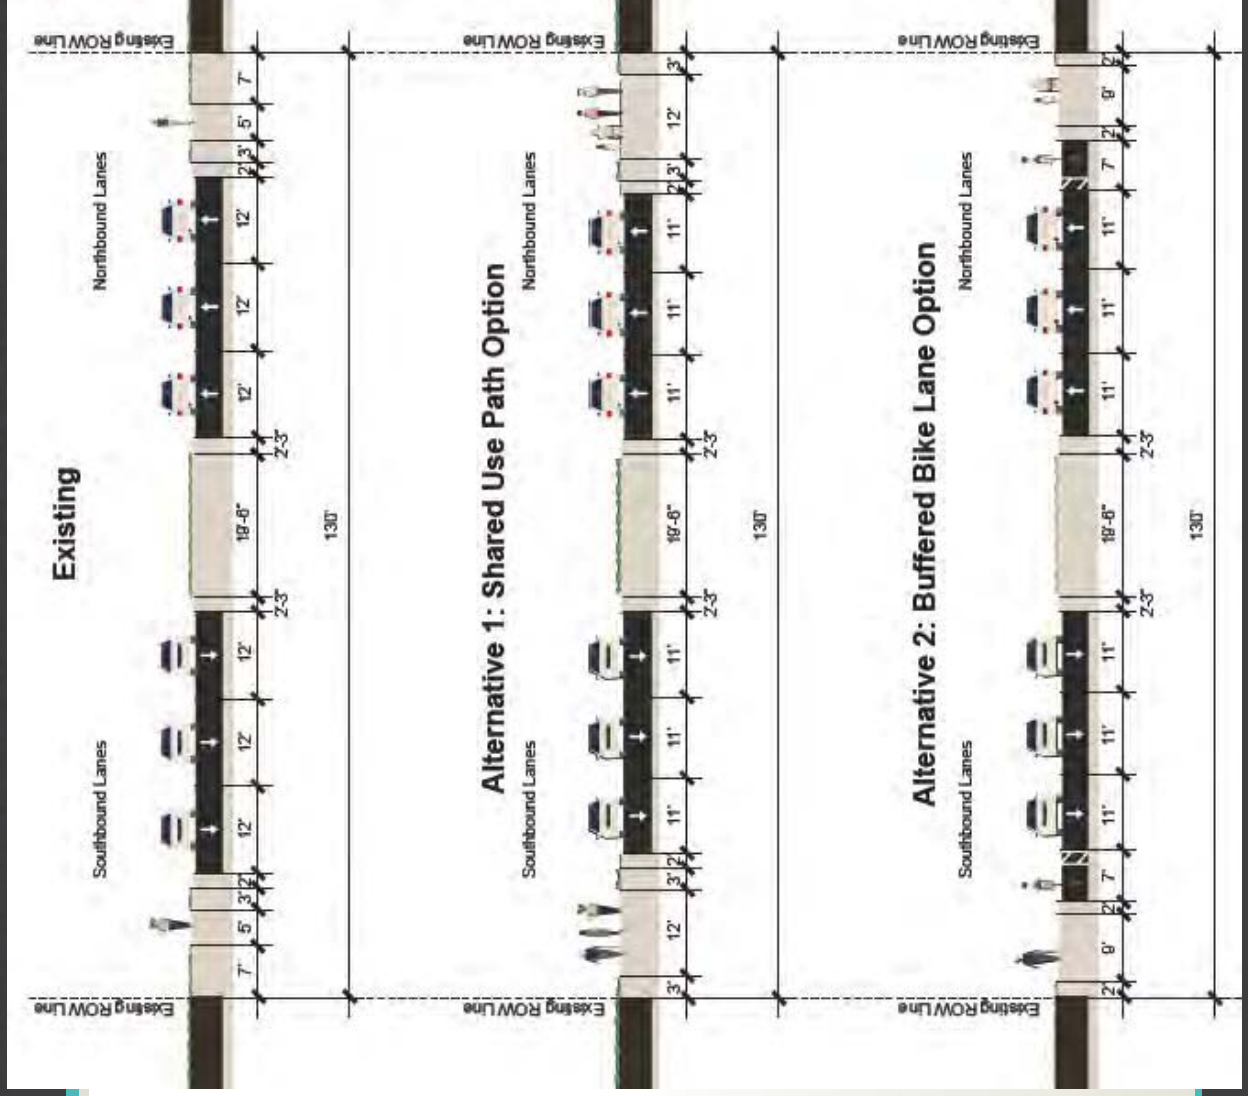 Existing
Southbound Lanes
Northbound Lanes
Existing ROW Line
Existing ROW Line
7' 5' 3' 2' 12' 12' 12' 2'-3" 19'-6" 2'-3" 12' 12' 12' 2' 3' 5' 7'
130'
Alternative 1: Shared Use Path Option
Southbound Lanes
Northbound Lanes
Existing ROW Line
Existing ROW Line
3' 12' 3' 2' 11' 11' 11' 2'-3" 19'-6" 2'-3" 11' 11' 11' 2' 3' 12' 3'
130'
Alternative 2: Buffered Bike Lane Option
Southbound Lanes
Northbound Lanes
Existing ROW Line
Existing ROW Line
2' 9' 2' 7' 11' 11' 11' 2'-3" 19'-6" 2'-3" 11' 11' 11' 7' 2' 9' 2'
130'